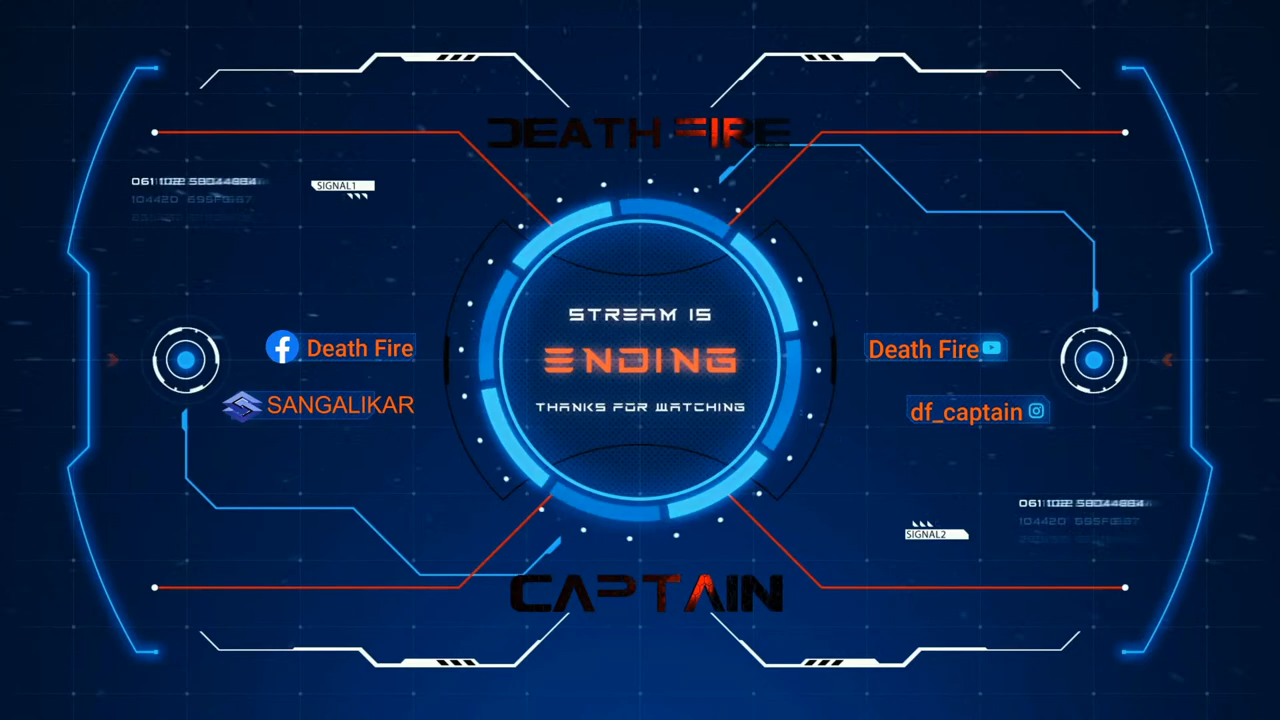 DEATH FIRE
SIGNAL1
STREAM IS
ENDING
THANKS FOR WATCHING
Death Fire
SANGALIKAR
Death Fire
df_captain
SIGNAL2
CAPTAIN